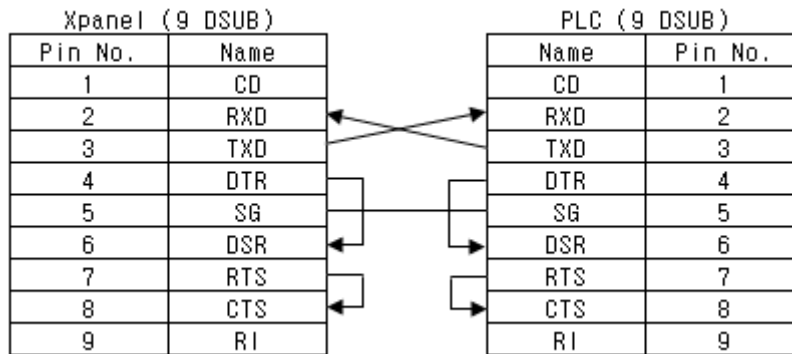 Xpanel (9 DSUB) PLC (9 DSUB)
Pin No. Name Name Pin No.
1 CD CD 1
2 RXD RXD 2
3 TXD TXD 3
4 DTR DTR 4
5 SG SG 5
6 DSR DSR 6
7 RTS RTS 7
8 CTS CTS 8
9 RI RI 9